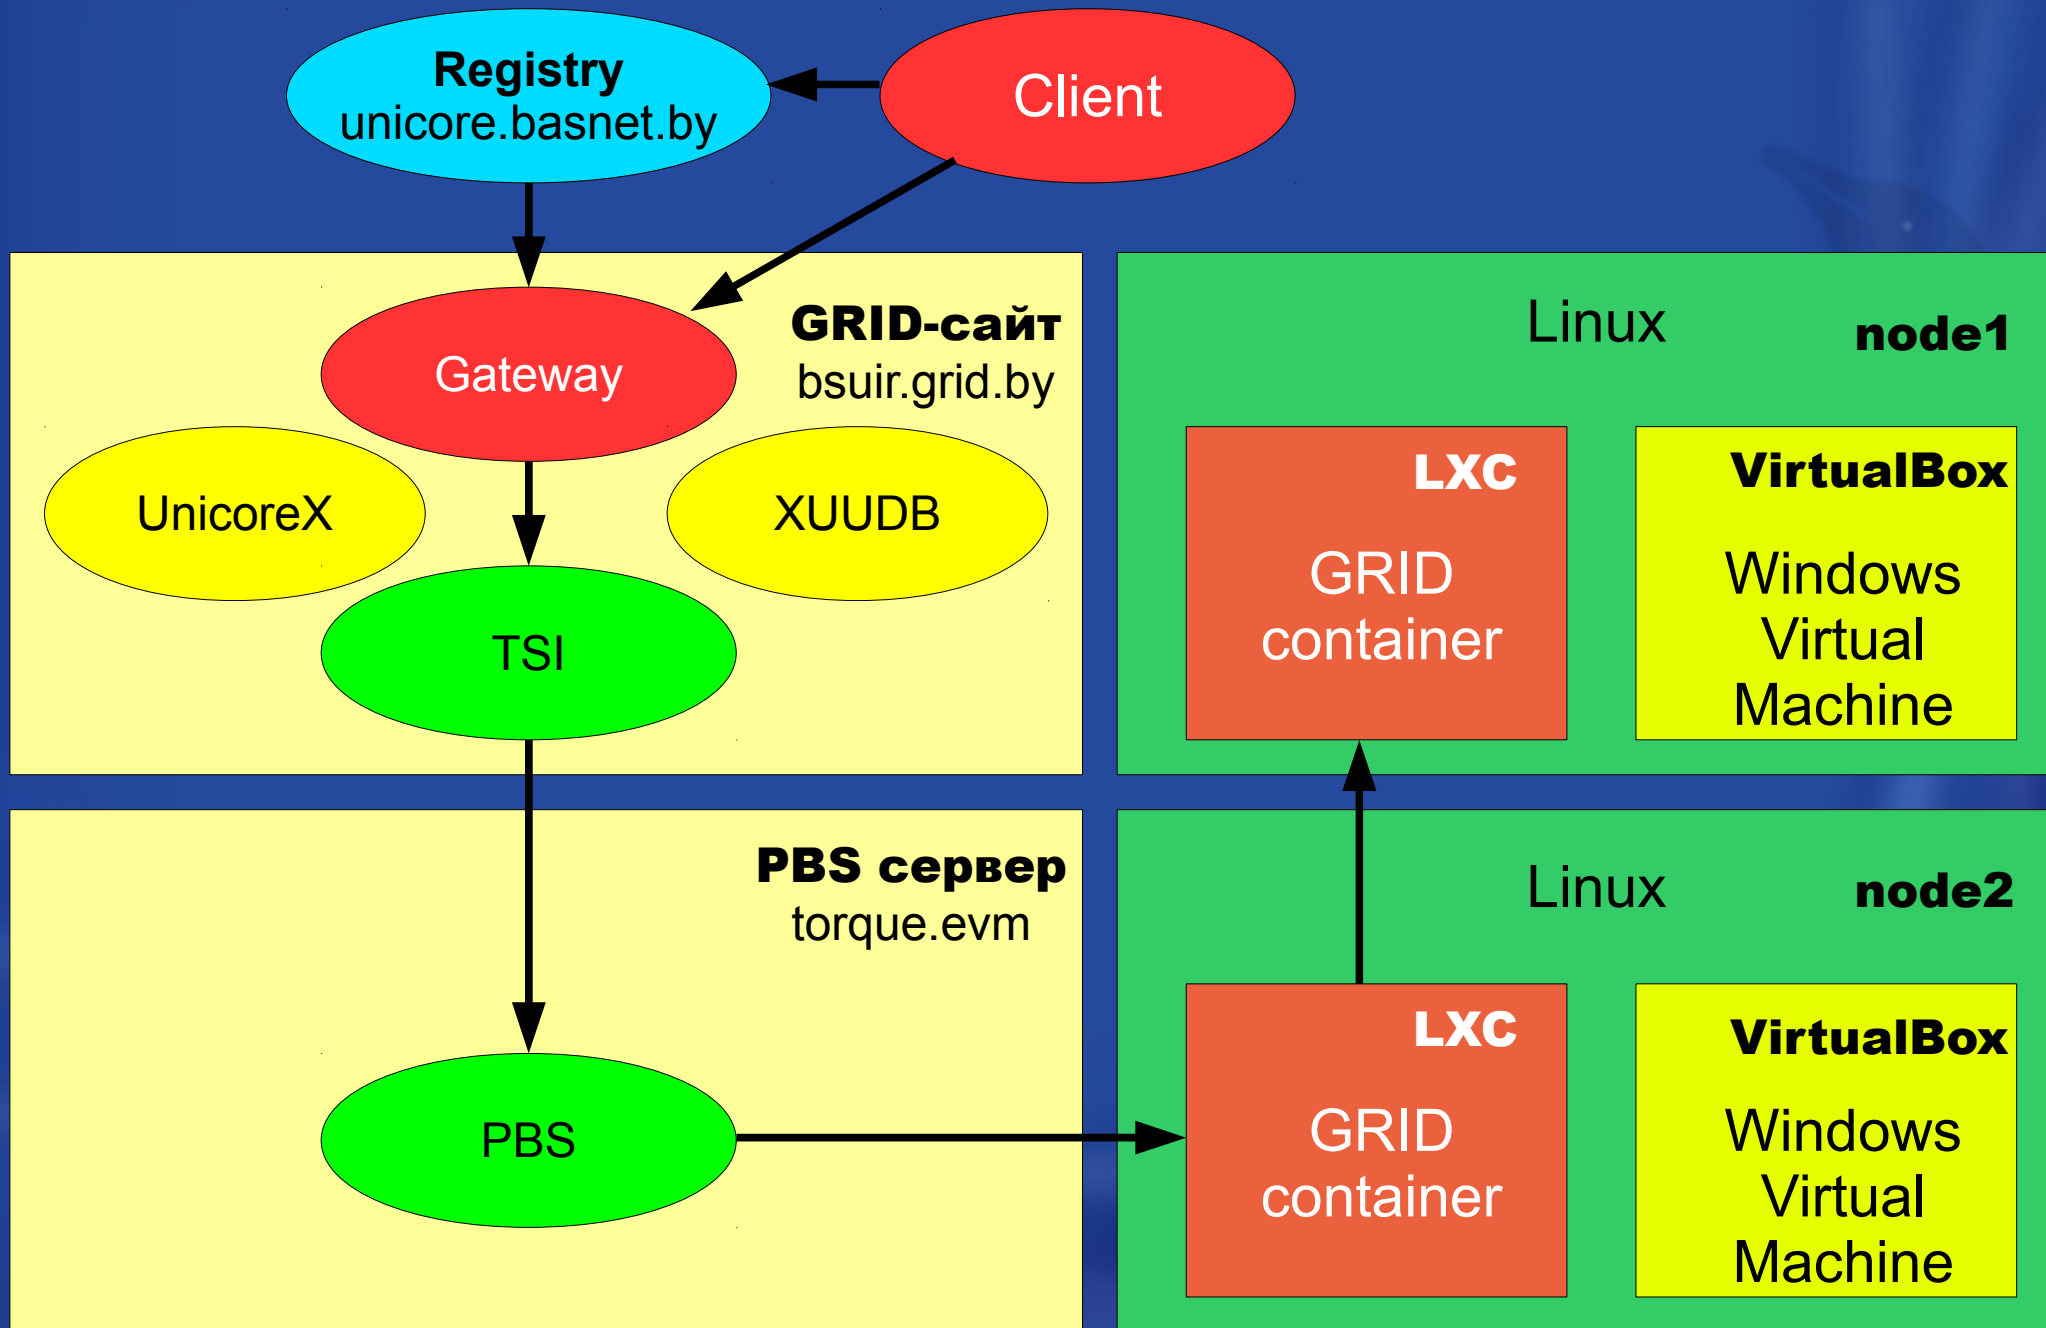 Registry
unicore.basnet.by
Client
GRID-сайт
bsuir.grid.by
Gateway
UnicoreX
XUUDB
TSI
Linux
node1
LXC
GRID
container
VirtualBox
Windows
Virtual
Machine
PBS сервер
torque.evm
PBS
Linux
node2
LXC
GRID
container
VirtualBox
Windows
Virtual
Machine